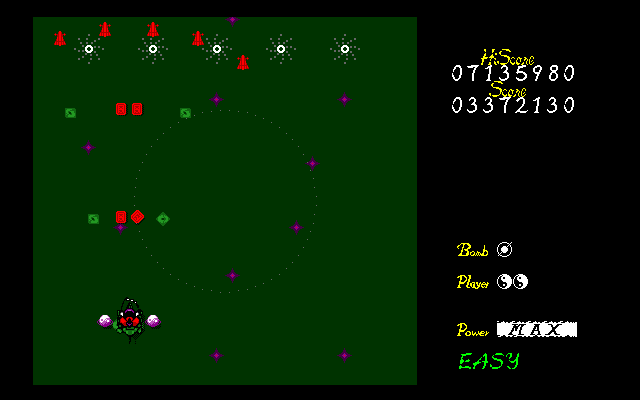 HiScore
07135980
Score
03372130
Bomb
Player
Power MAX
EASY